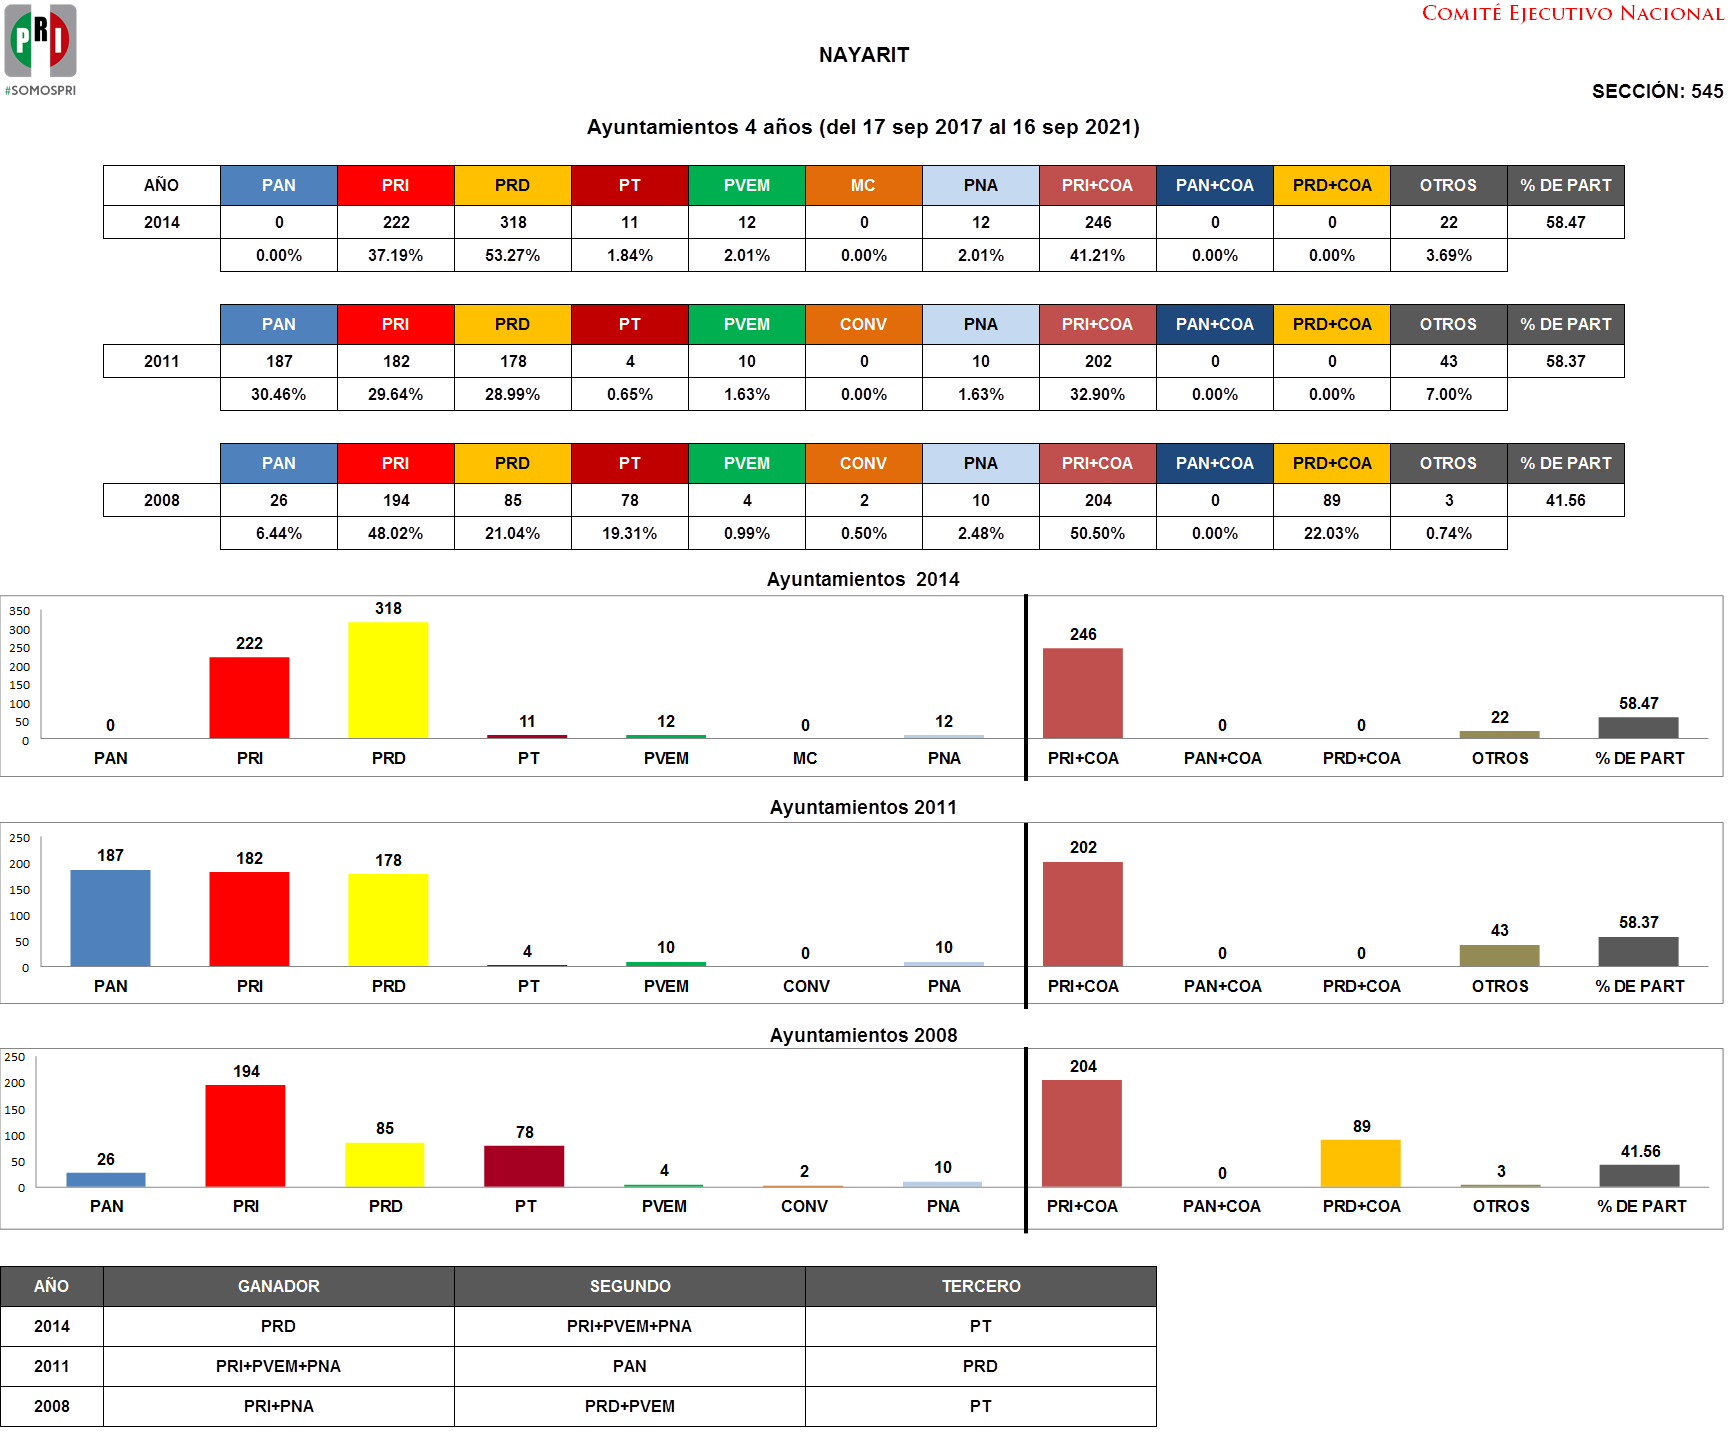 PRI
#SOMOSPRI
COMITÉ EJECUTIVO NACIONAL
NAYARIT
SECCIÓN: 545
Ayuntamientos 4 años (del 17 sep 2017 al 16 sep 2021)
AÑO PAN PRI PRD PT PVEM MC PNA PRI+COA PAN+COA PRD+COA OTROS % DE PART
2014 0 222 318 11 12 0 12 246 0 0 22 58.47
0.00% 37.19% 53.27% 1.84% 2.01% 0.00% 2.01% 41.21% 0.00% 0.00% 3.69%
PAN PRI PRD PT PVEM CONV PNA PRI+COA PAN+COA PRD+COA OTROS % DE PART
2011 187 182 178 4 10 0 10 202 0 0 43 58.37
30.46% 29.64% 28.99% 0.65% 1.63% 0.00% 1.63% 32.90% 0.00% 0.00% 7.00%
PAN PRI PRD PT PVEM CONV PNA PRI+COA PAN+COA PRD+COA OTROS % DE PART
2008 26 194 85 78 4 2 10 204 0 89 3 41.56
6.44% 48.02% 21.04% 19.31% 0.99% 0.50% 2.48% 50.50% 0.00% 22.03% 0.74%
Ayuntamientos 2014
350
300
250
200
150
100
50
0
0 222 318 11 12 0 12 246 0 0 22 58.47
PAN PRI PRD PT PVEM MC PNA PRI+COA PAN+COA PRD+COA OTROS % DE PART
Ayuntamientos 2011
250
200
150
100
50
0
187 182 178 4 10 0 10 202 0 0 43 58.37
PAN PRI PRD PT PVEM CONV PNA PRI+COA PAN+COA PRD+COA OTROS % DE PART
Ayuntamientos 2008
250
200
150
100
50
0
26 194 85 78 4 2 10 204 0 89 3 41.56
PAN PRI PRD PT PVEM CONV PNA PRI+COA PAN+COA PRD+COA OTROS % DE PART
AÑO GANADOR SEGUNDO TERCERO
2014 PRD PRI+PVEM+PNA PT
2011 PRI+PVEM+PNA PAN PRD
2008 PRI+PNA PRD+PVEM PT